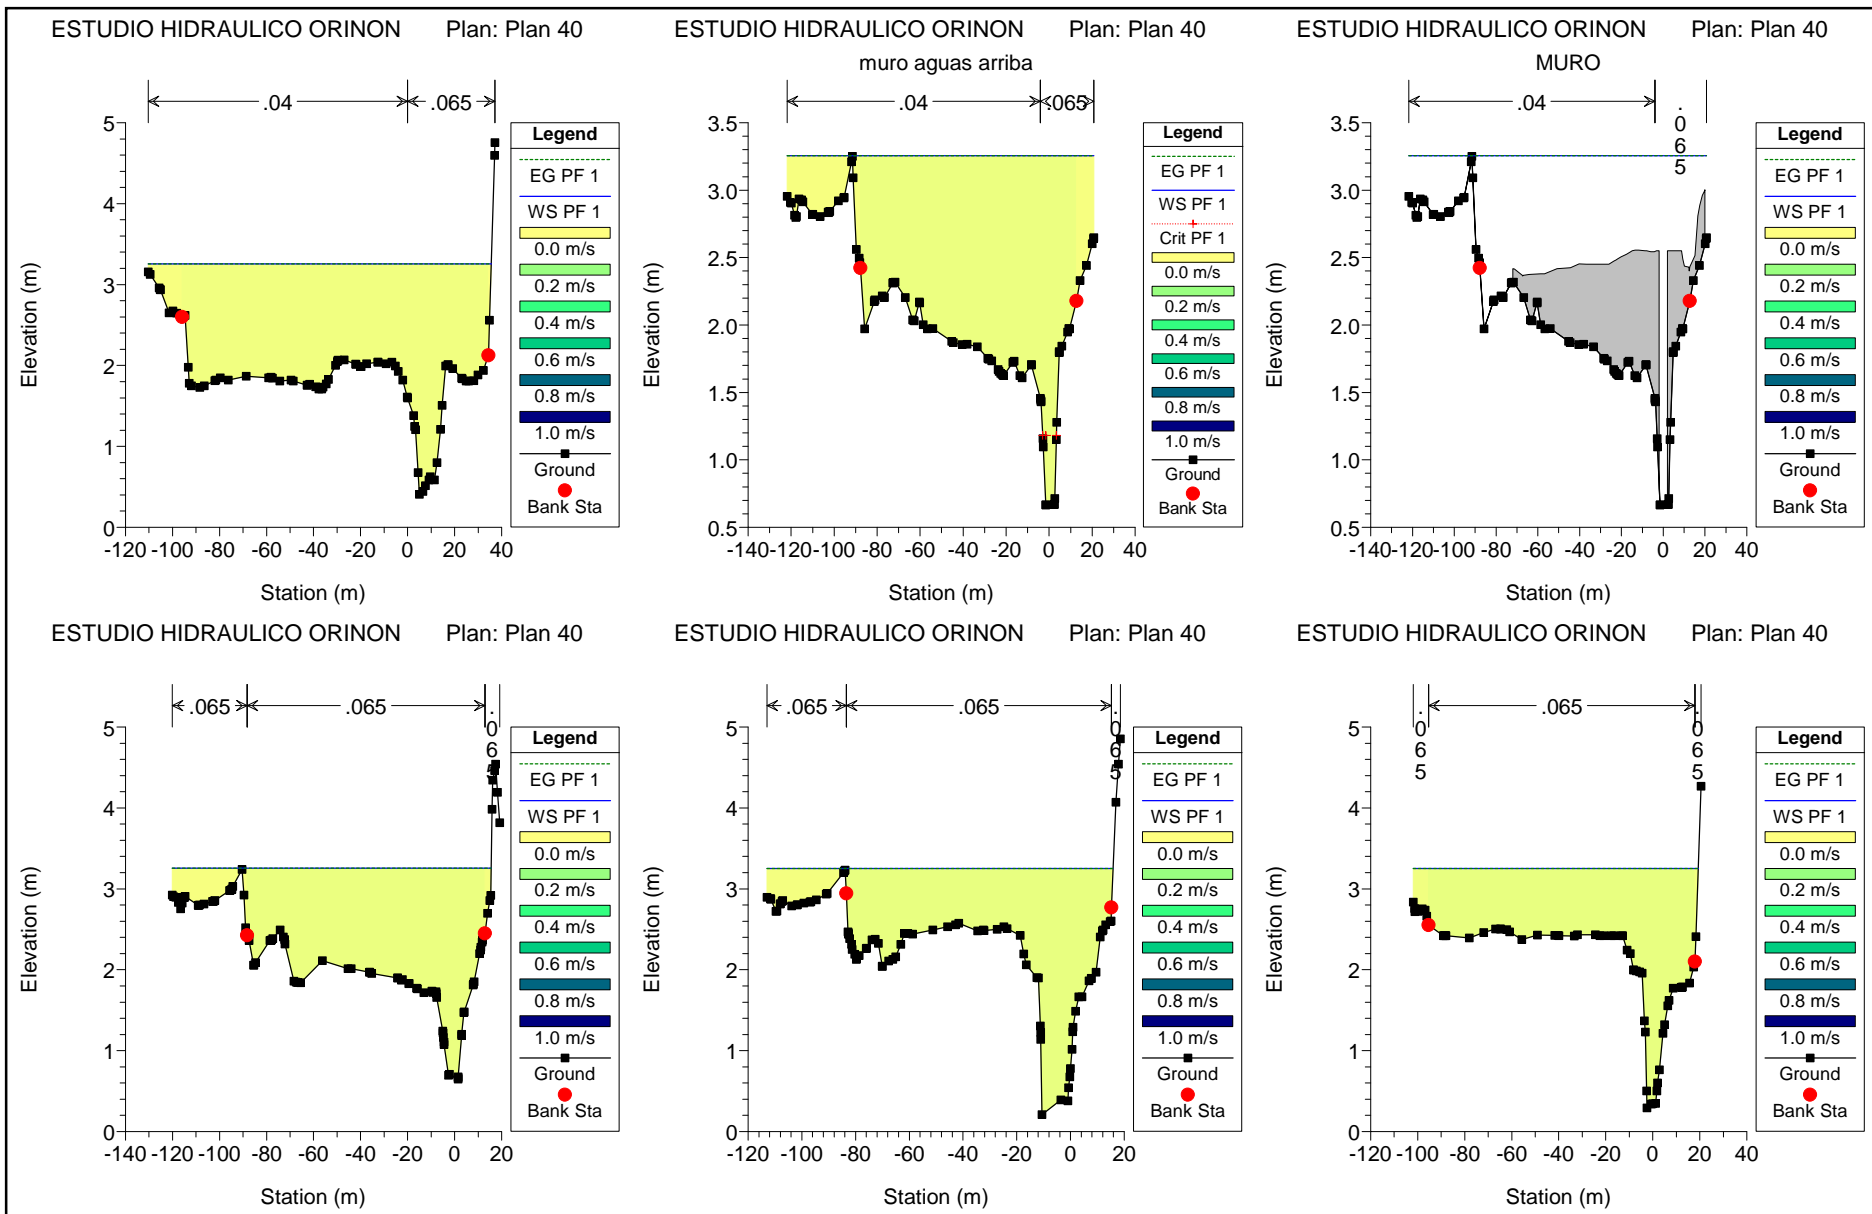 ESTUDIO HIDRAULICO ORINON Plan: Plan 40
.04 .065
Elevation (m)
5
4
3
2
1
0
-120 -100 -80 -60 -40 -20 0 20 40
Station (m)
Legend
EG PF 1
WS PF 1
0.0 m/s
0.2 m/s
0.4 m/s
0.6 m/s
0.8 m/s
1.0 m/s
Ground
Bank Sta
ESTUDIO HIDRAULICO ORINON Plan: Plan 40
muro aguas arriba
.04 .065
Elevation (m)
3.5
3.0
2.5
2.0
1.5
1.0
0.5
-140 -120 -100 -80 -60 -40 -20 0 20 40
Station (m)
Legend
EG PF 1
WS PF 1
Crit PF 1
0.0 m/s
0.2 m/s
0.4 m/s
0.6 m/s
0.8 m/s
1.0 m/s
Ground
Bank Sta
ESTUDIO HIDRAULICO ORINON Plan: Plan 40
MURO
.04 .065
Elevation (m)
3.5
3.0
2.5
2.0
1.5
1.0
0.5
-140 -120 -100 -80 -60 -40 -20 0 20 40
Station (m)
Legend
EG PF 1
WS PF 1
0.0 m/s
0.2 m/s
0.4 m/s
0.6 m/s
0.8 m/s
1.0 m/s
Ground
Bank Sta
ESTUDIO HIDRAULICO ORINON Plan: Plan 40
.065 .065 .065
Elevation (m)
5
4
3
2
1
0
-140 -120 -100 -80 -60 -40 -20 0 20
Station (m)
Legend
EG PF 1
WS PF 1
0.0 m/s
0.2 m/s
0.4 m/s
0.6 m/s
0.8 m/s
1.0 m/s
Ground
Bank Sta
ESTUDIO HIDRAULICO ORINON Plan: Plan 40
.065 .065 .065
Elevation (m)
5
4
3
2
1
0
-120 -100 -80 -60 -40 -20 0 20
Station (m)
Legend
EG PF 1
WS PF 1
0.0 m/s
0.2 m/s
0.4 m/s
0.6 m/s
0.8 m/s
1.0 m/s
Ground
Bank Sta
ESTUDIO HIDRAULICO ORINON Plan: Plan 40
.065 .065 .065
Elevation (m)
5
4
3
2
1
0
-120 -100 -80 -60 -40 -20 0 20 40
Station (m)
Legend
EG PF 1
WS PF 1
0.0 m/s
0.2 m/s
0.4 m/s
0.6 m/s
0.8 m/s
1.0 m/s
Ground
Bank Sta